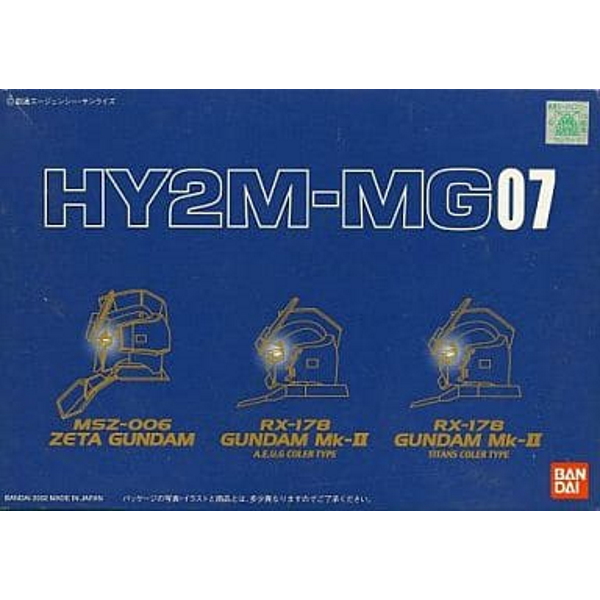 ©創通エージェンシー・サンライズ
HY2M-MG07
MSZ-006
ZETA GUNDAM
RX-178
GUNDAM Mk-II
A.E.U.G COLER TYPE
RX-178
GUNDAM Mk-II
TITANS COLER TYPE
BANDAI 2002 MADE IN JAPAN
パッケージの写真・イラストと商品とは、多少異なりますのでご了承ください。
BAN
DAI